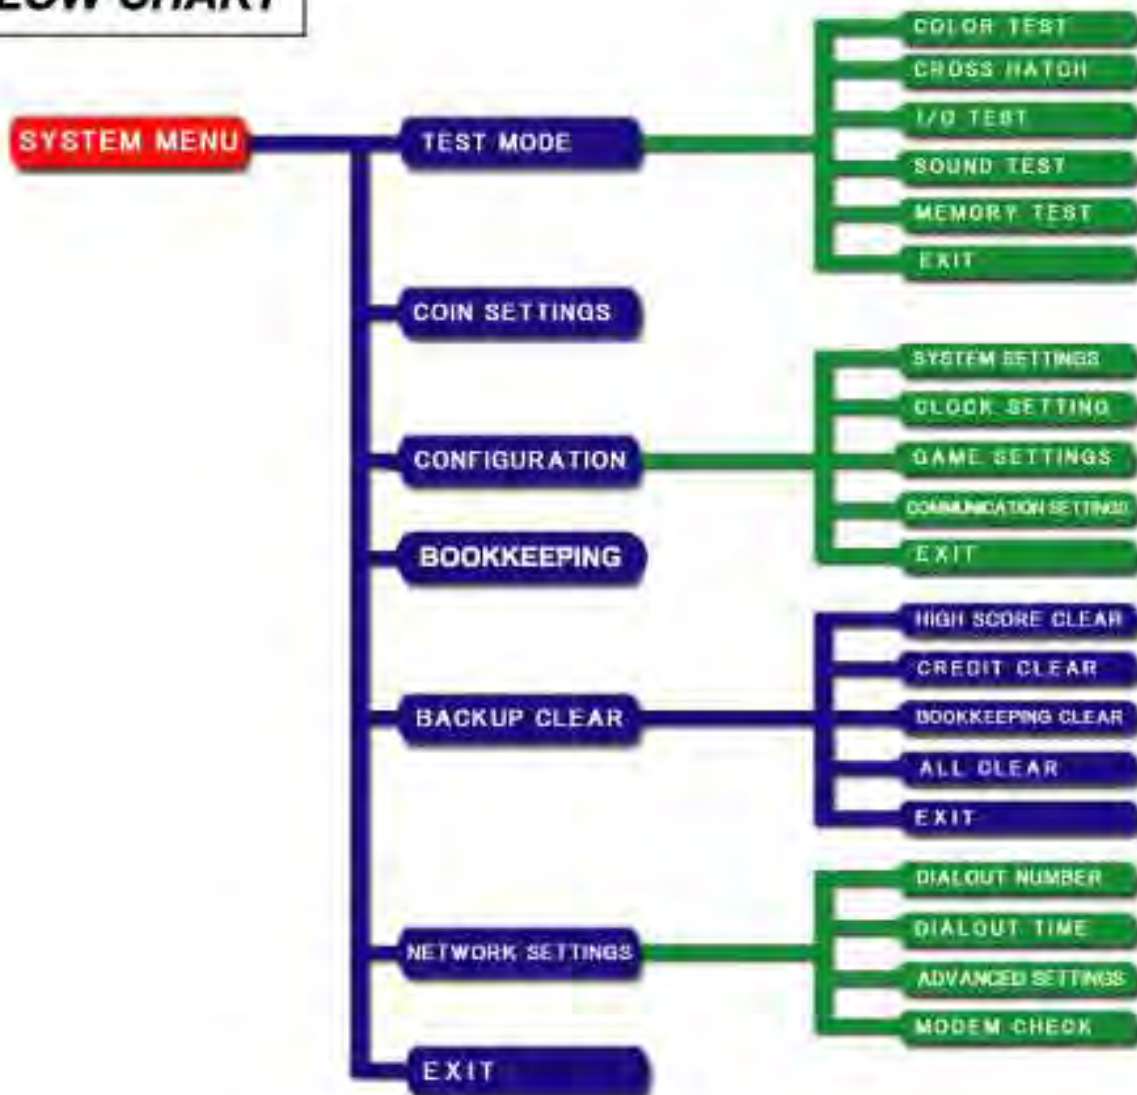 LOW CHART
SYSTEM MENU
TEST MODE
COLOR TEST
CROSS HATCH
I/O TEST
SOUND TEST
MEMORY TEST
EXIT
COIN SETTINGS
CONFIGURATION
SYSTEM SETTINGS
CLOCK SETTING
GAME SETTINGS
COMMUNICATION SETTINGS
EXIT
BOOKKEEPING
BACKUP CLEAR
HIGH SCORE CLEAR
CREDIT CLEAR
BOOKKEEPING CLEAR
ALL CLEAR
EXIT
NETWORK SETTINGS
DIALOUT NUMBER
DIALOUT TIME
ADVANCED SETTINGS
MODEM CHECK
EXIT